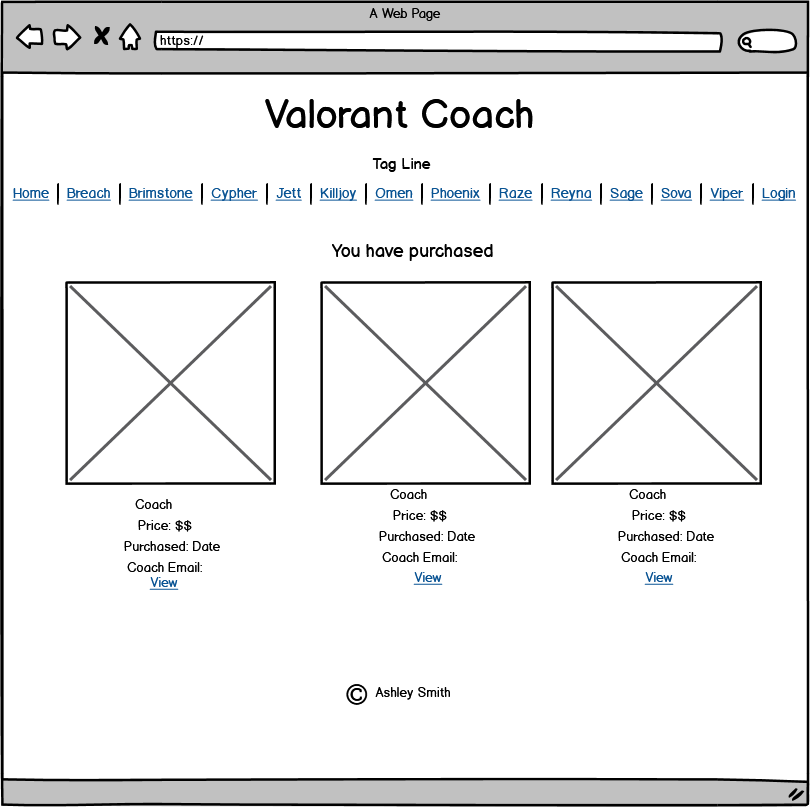 A Web Page
https://
Valorant Coach
Tag Line
Home | Breach | Brimstone | Cypher | Jett | Killjoy | Omen | Phoenix | Raze | Reyna | Sage | Sova | Viper | Login
You have purchased
Coach
Price: $$
Purchased: Date
Coach Email:
View
Coach
Price: $$
Purchased: Date
Coach Email:
View
Coach
Price: $$
Purchased: Date
Coach Email:
View
© Ashley Smith